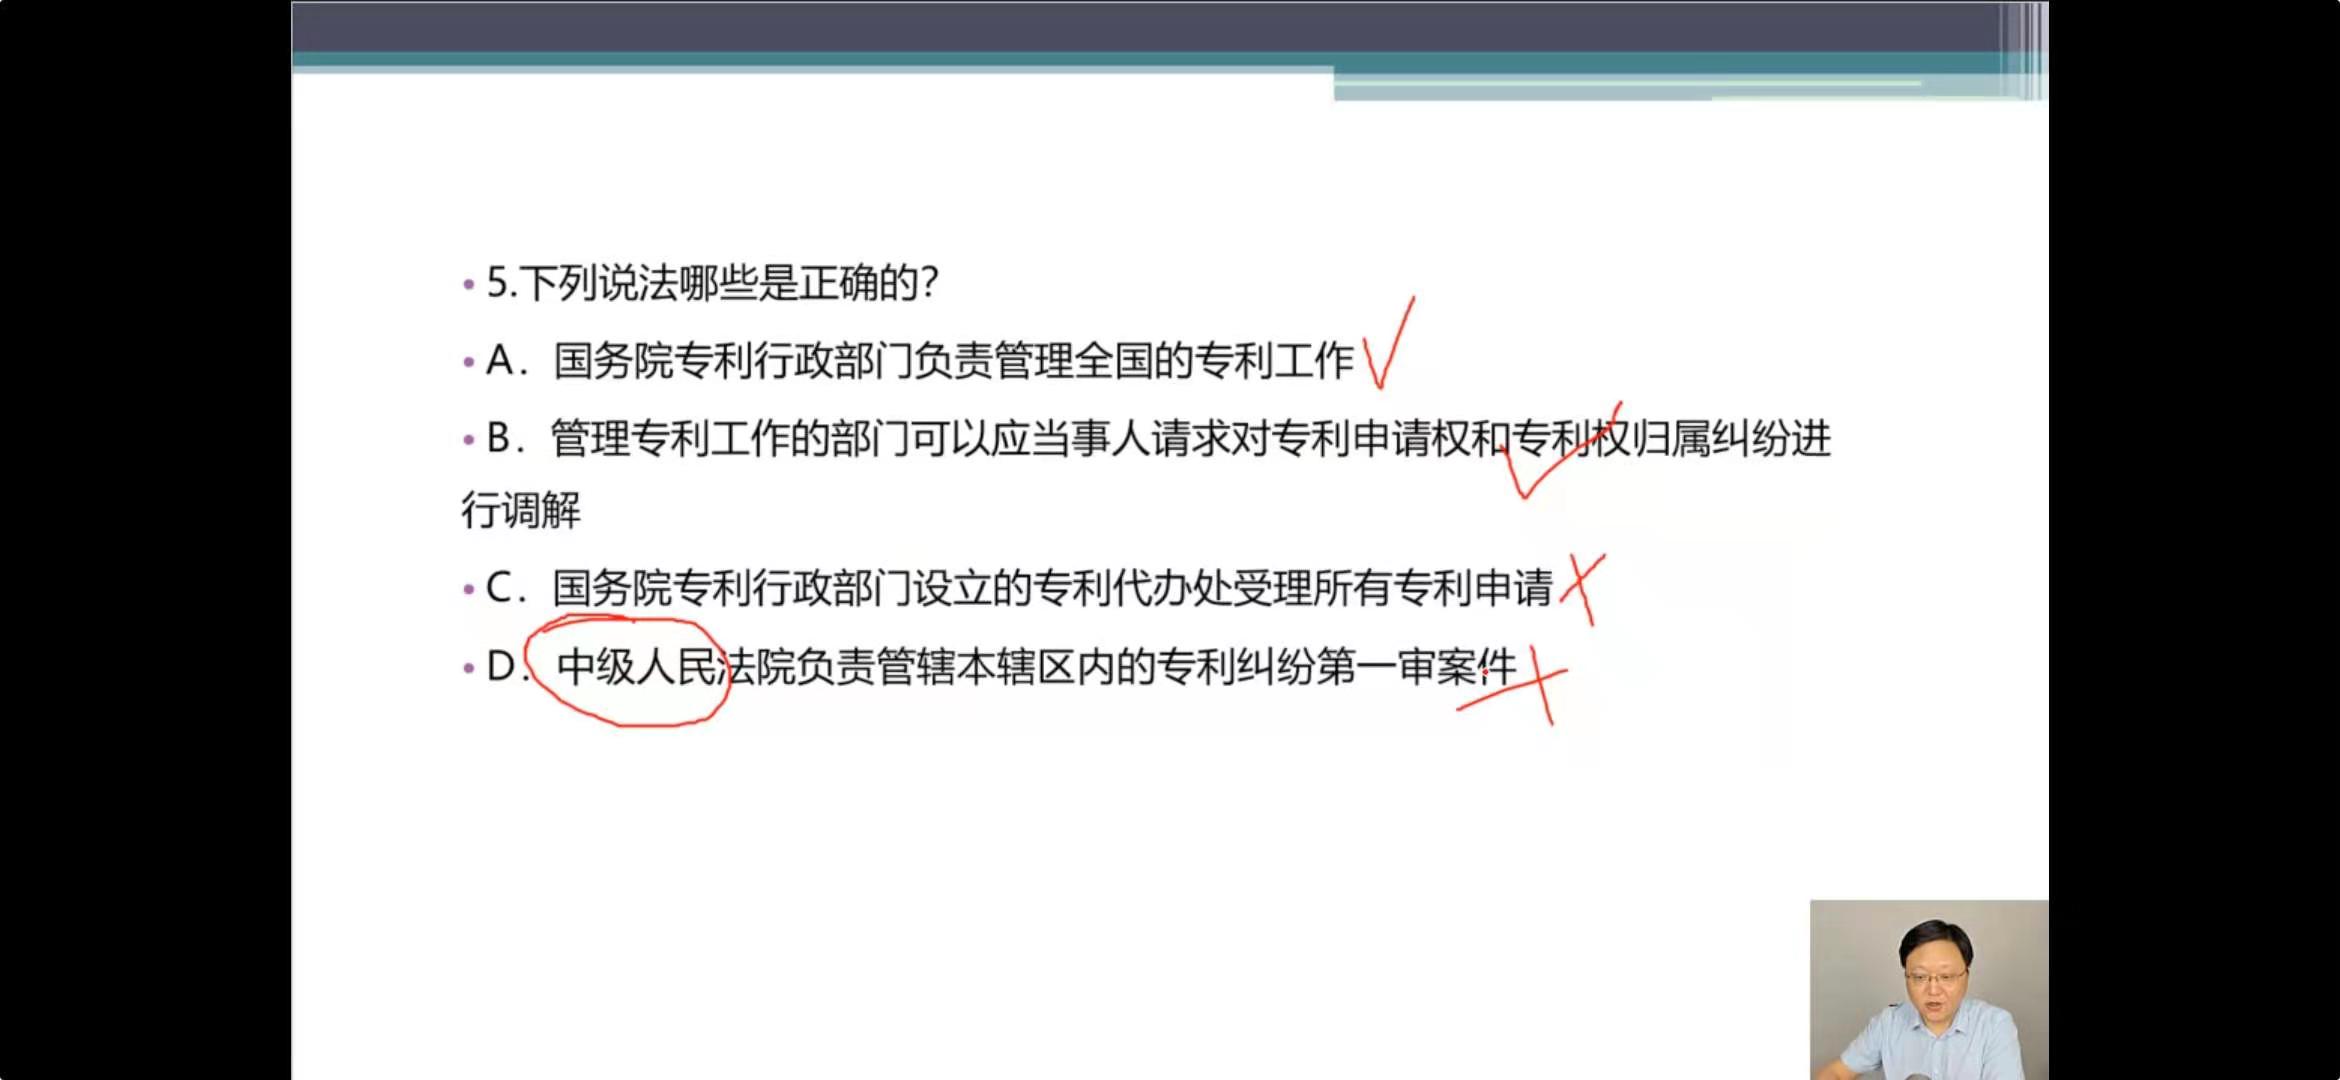 5.下列说法哪些是正确的?
A．国务院专利行政部门负责管理全国的专利工作
B．管理专利工作的部门可以应当事人请求对专利申请权和专利权归属纠纷进
行调解
C．国务院专利行政部门设立的专利代办处受理所有专利申请
D．中级人民法院负责管辖本辖区内的专利纠纷第一审案件